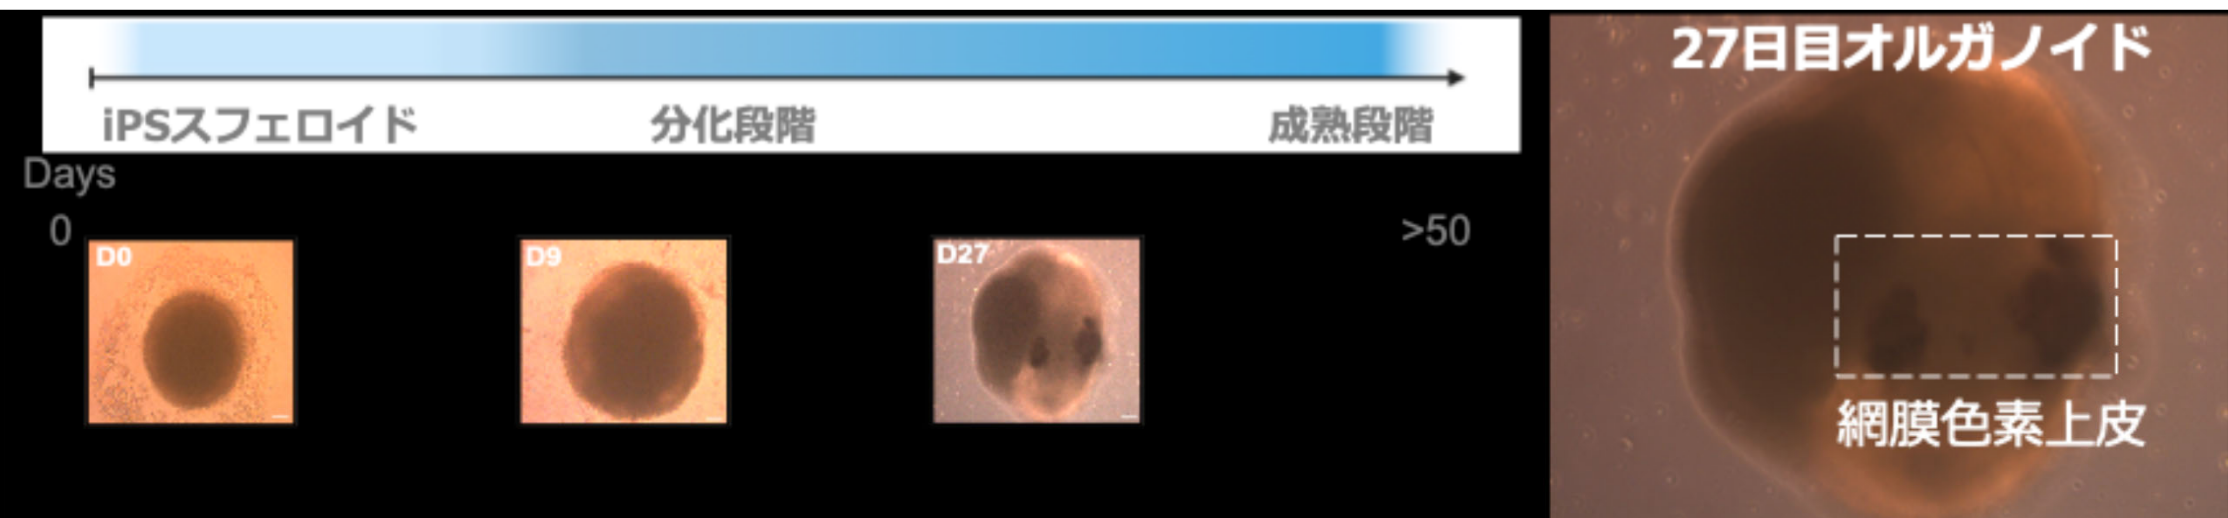 iPSスフェロイド 分化段階 成熟段階
Days
0 >50
D0 D9 D27
27日目オルガノイド
網膜色素上皮